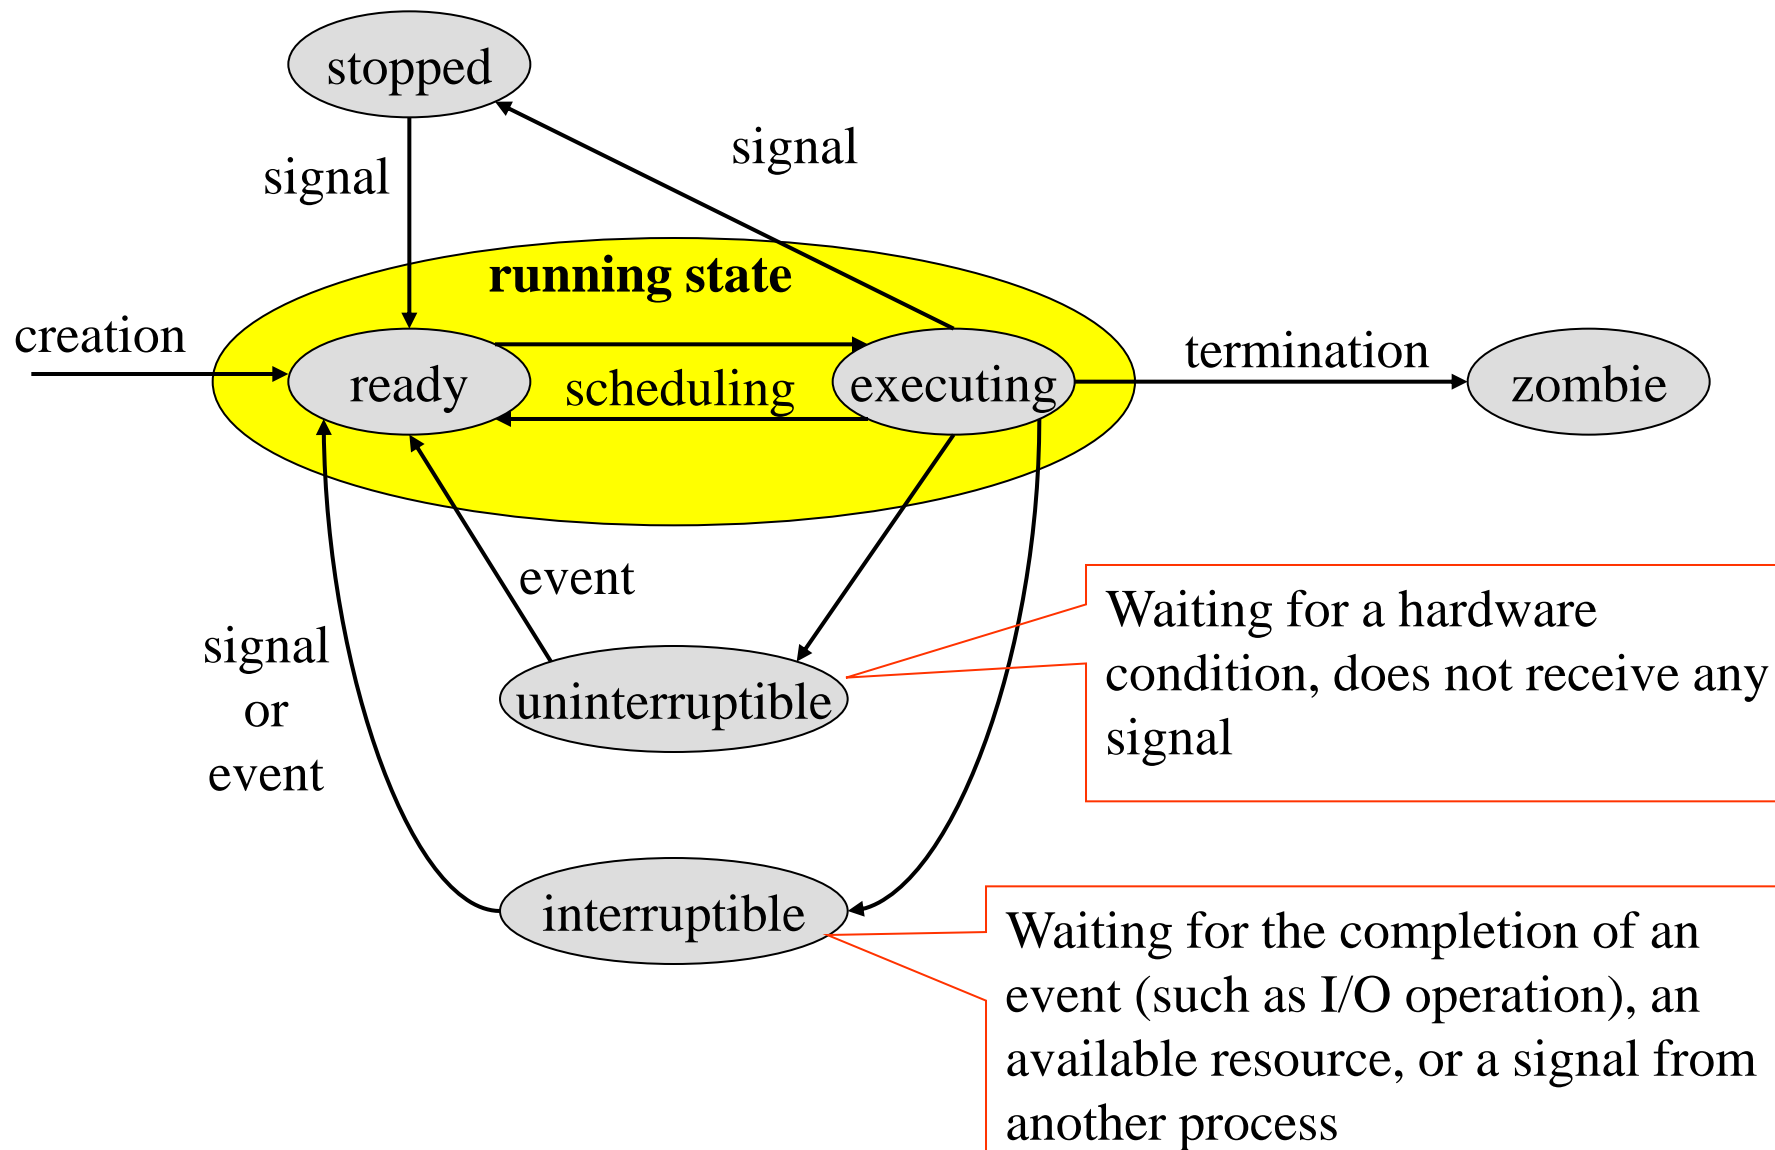 stopped
signal
signal
running state
creation
ready
scheduling
executing
termination
zombie
event
signal
or
event
uninterruptible
Waiting for a hardware
condition, does not receive any
signal
interruptible
Waiting for the completion of an
event (such as I/O operation), an
available resource, or a signal from
another process